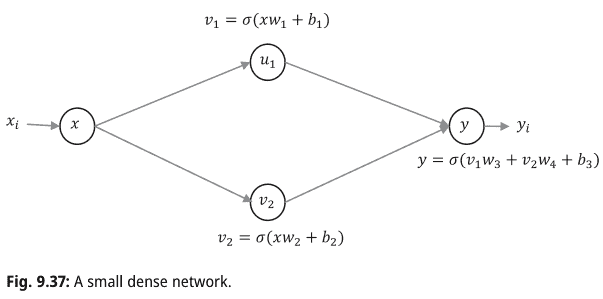 v₁ = σ(xw₁ + b₁)
u₁
xᵢ
x
y
yᵢ
y = σ(v₁w₃ + v₂w₄ + b₃)
v₂
v₂ = σ(xw₂ + b₂)
Fig. 9.37: A small dense network.